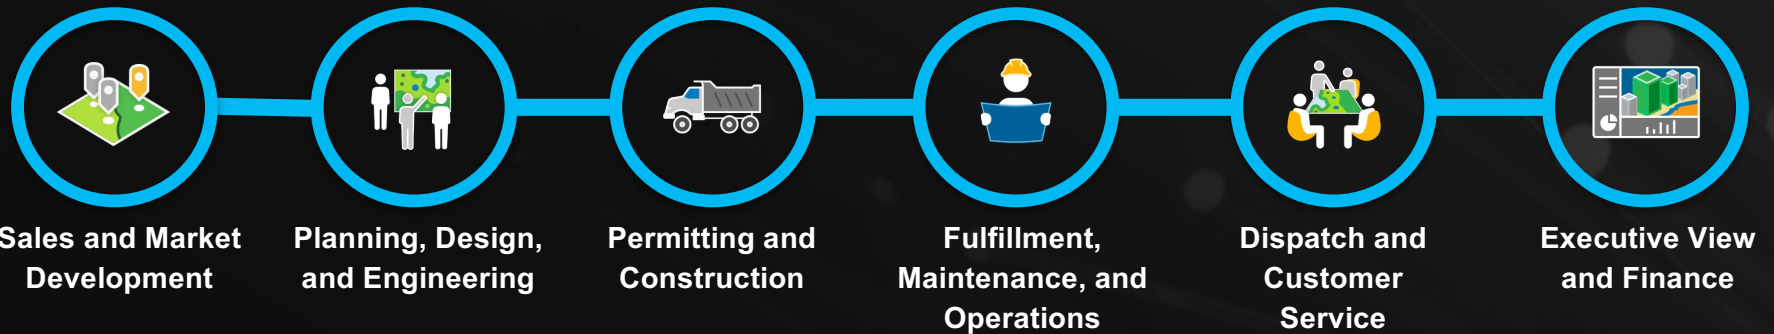 Sales and Market
Development
Planning, Design,
and Engineering
Permitting and
Construction
Fulfillment,
Maintenance, and
Operations
Dispatch and
Customer
Service
Executive View
and Finance